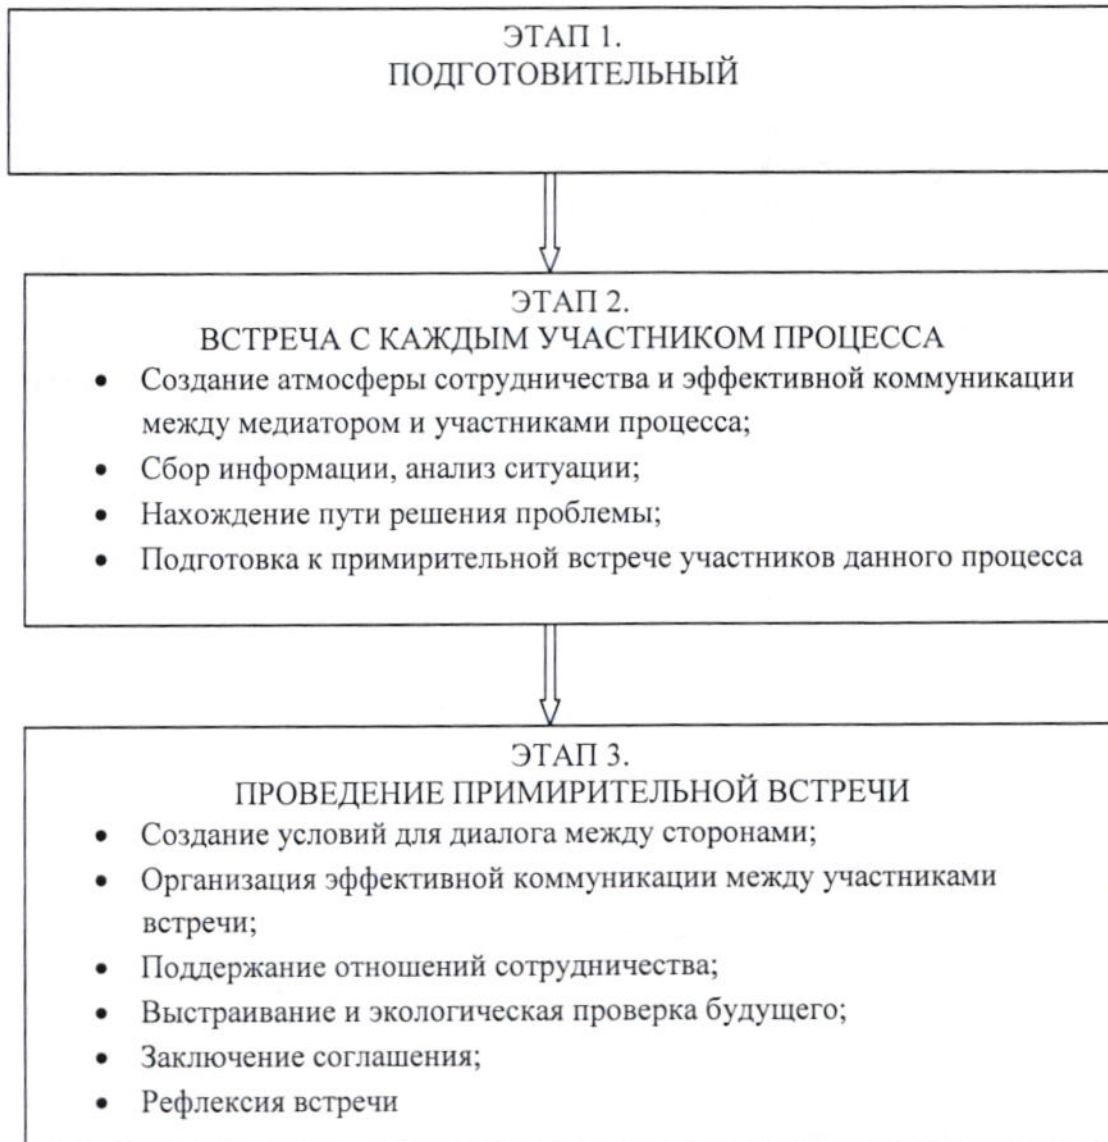 ЭТАП 1.
ПОДГОТОВИТЕЛЬНЫЙ
ЭТАП 2.
ВСТРЕЧА С КАЖДЫМ УЧАСТНИКОМ ПРОЦЕССА
• Создание атмосферы сотрудничества и эффективной коммуникации
между медиатором и участниками процесса;
• Сбор информации, анализ ситуации;
• Нахождение пути решения проблемы;
• Подготовка к примирительной встрече участников данного процесса
ЭТАП 3.
ПРОВЕДЕНИЕ ПРИМИРИТЕЛЬНОЙ ВСТРЕЧИ
• Создание условий для диалога между сторонами;
• Организация эффективной коммуникации между участниками
встречи;
• Поддержание отношений сотрудничества;
• Выстраивание и экологическая проверка будущего;
• Заключение соглашения;
• Рефлексия встречи